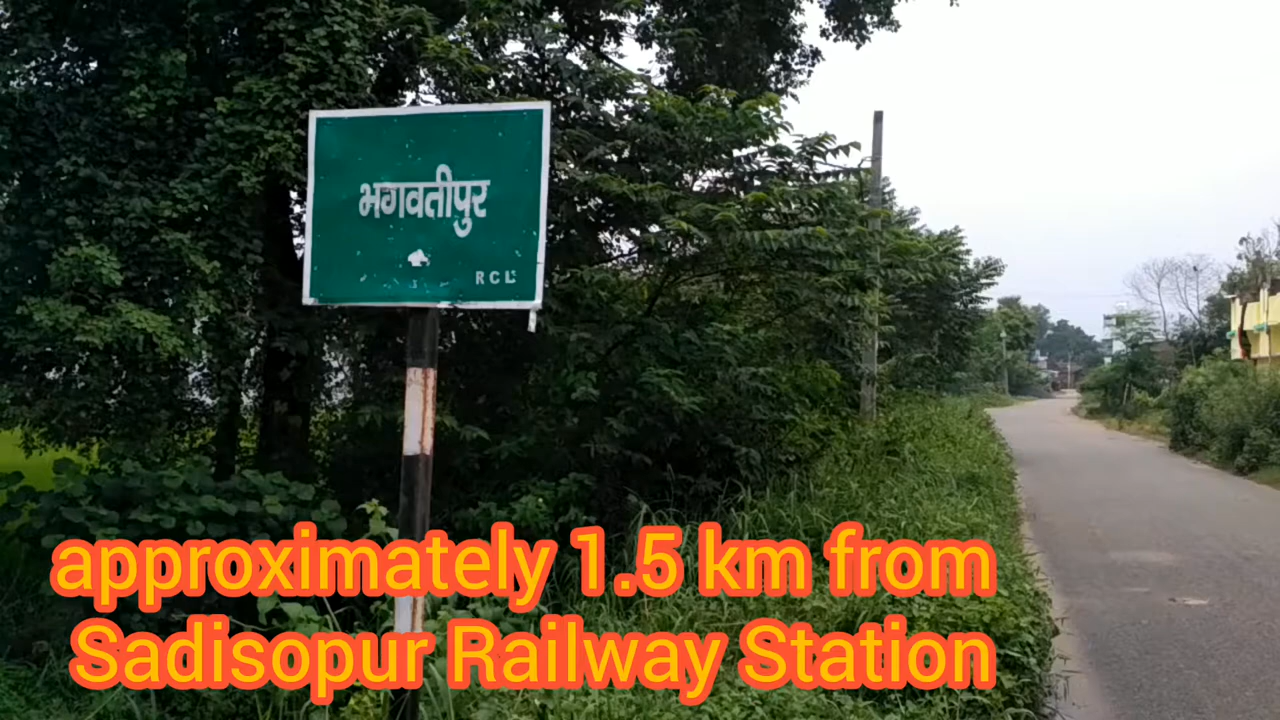 भगवतीपुर
RCL
approximately 1.5 km from
Sadisopur Railway Station